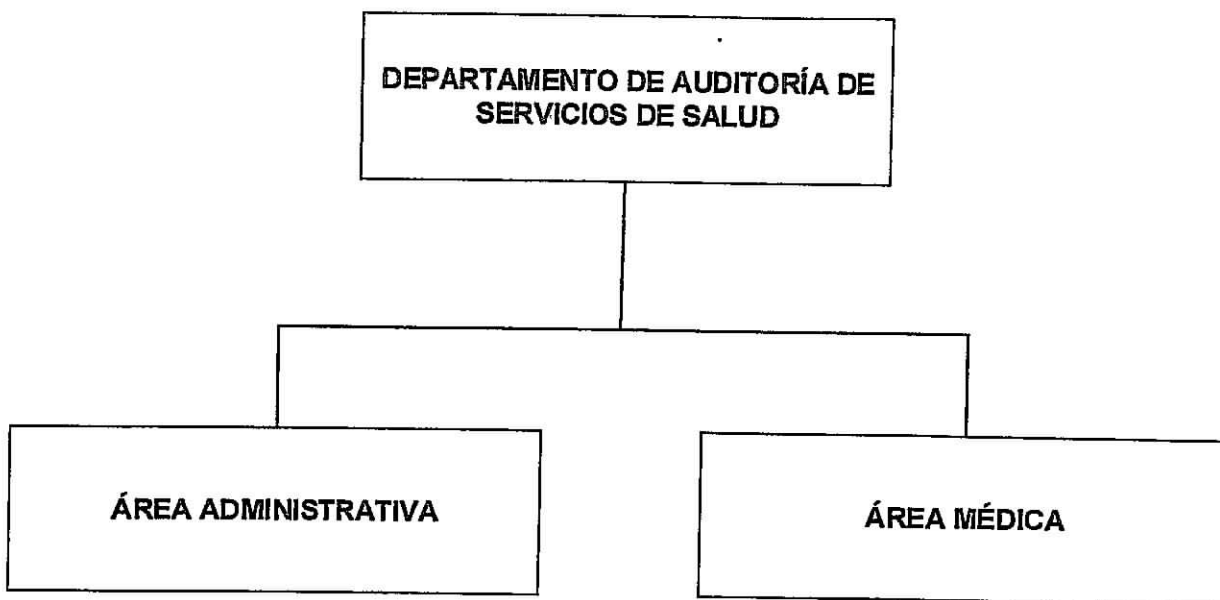 DEPARTAMENTO DE AUDITORÍA DE
SERVICIOS DE SALUD
ÁREA ADMINISTRATIVA
ÁREA MÉDICA